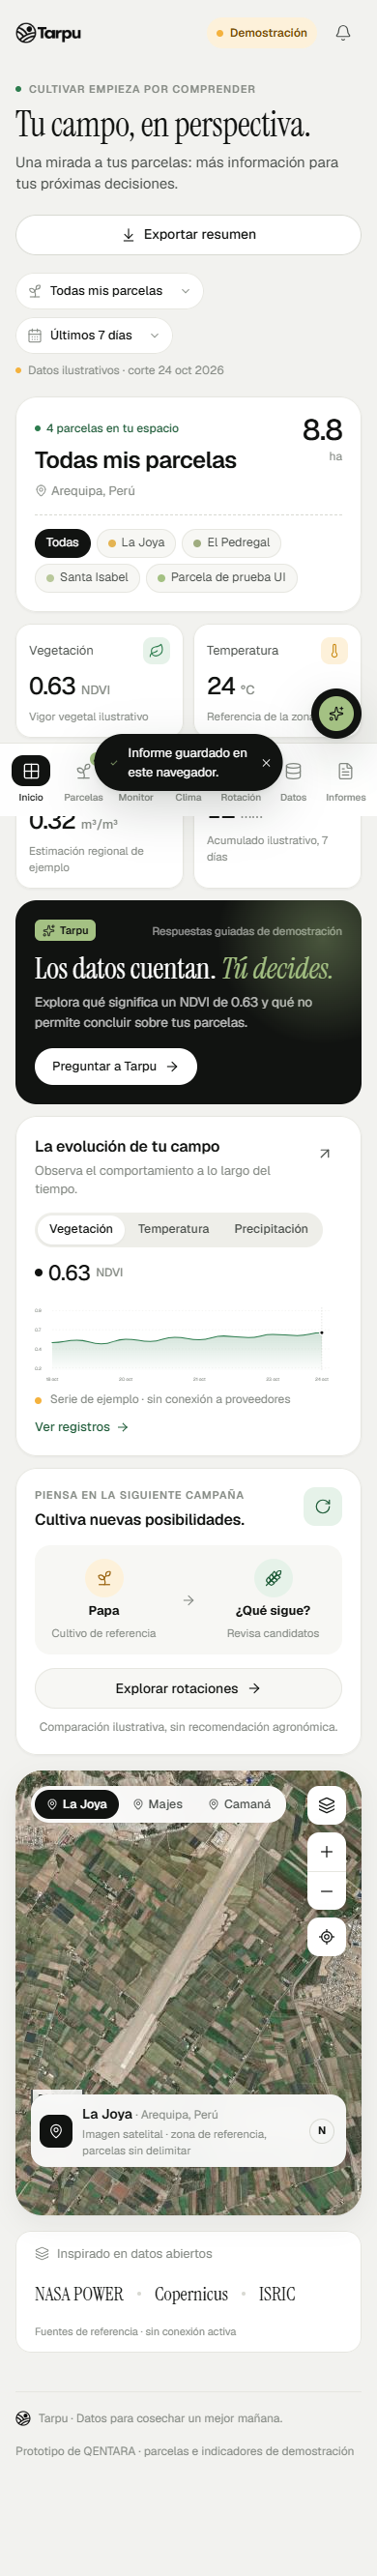 Tarpu
Demostración
CULTIVAR EMPIEZA POR COMPRENDER
Tu campo, en perspectiva.
Una mirada a tus parcelas: más información para
tus próximas decisiones.
Exportar resumen
Todas mis parcelas
Últimos 7 días
Datos ilustrativos · corte 24 oct 2026
4 parcelas en tu espacio
8.8
ha
Todas mis parcelas
Arequipa, Perú
Todas
La Joya
El Pedregal
Santa Isabel
Parcela de prueba UI
Vegetación
0.63 NDVI
Vigor vegetal ilustrativo
Temperatura
24 °C
Referencia de la zona
Informe guardado en
este navegador.
Inicio
Parcelas
Monitor
Clima
Rotación
Datos
Informes
0.32 m³/m³
Estimación regional de
ejemplo
Acumulado ilustrativo, 7
días
Tarpu
Respuestas guiadas de demostración
Los datos cuentan. Tú decides.
Explora qué significa un NDVI de 0.63 y qué no
permite concluir sobre tus parcelas.
Preguntar a Tarpu
La evolución de tu campo
Observa el comportamiento a lo largo del
tiempo.
Vegetación
Temperatura
Precipitación
0.63 NDVI
Serie de ejemplo · sin conexión a proveedores
Ver registros
PIENSA EN LA SIGUIENTE CAMPAÑA
Cultiva nuevas posibilidades.
Papa
Cultivo de referencia
¿Qué sigue?
Revisa candidatos
Explorar rotaciones
Comparación ilustrativa, sin recomendación agronómica.
La Joya
Majes
Camaná
La Joya · Arequipa, Perú
Imagen satelital · zona de referencia,
parcelas sin delimitar
N
Inspirado en datos abiertos
NASA POWER • Copernicus • ISRIC
Fuentes de referencia · sin conexión activa
Tarpu · Datos para cosechar un mejor mañana.
Prototipo de QENTARA · parcelas e indicadores de demostración